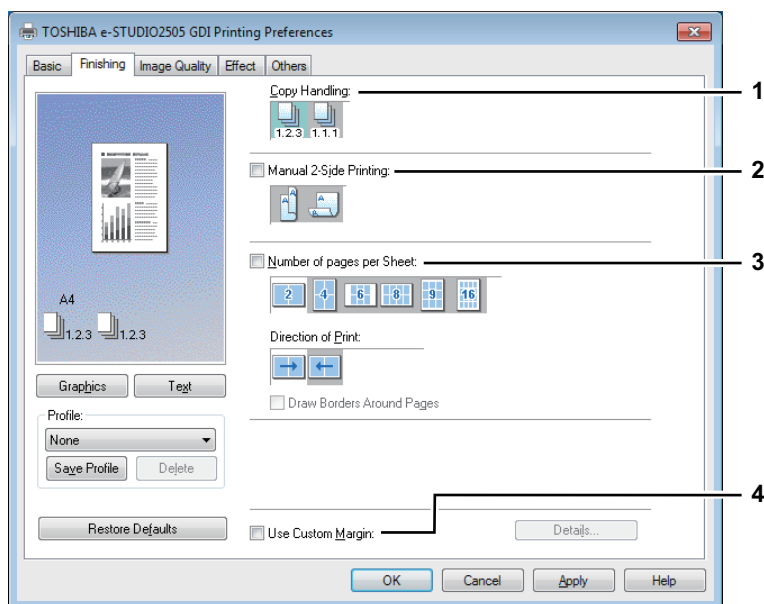 TOSHIBA e-STUDIO2505 GDI Printing Preferences
Basic Finishing Image Quality Effect Others
Copy Handling:
1
1.2.3 1.1.1
Manual 2-Side Printing:
2
A A
Number of pages per Sheet:
3
2 4 6 8 9 16
A4
1.2.3 1.2.3
Direction of Print:
Graphics Text
Draw Borders Around Pages
Profile:
None
Save Profile Delete
4
Restore Defaults
Use Custom Margin:
Details...
OK Cancel Apply Help